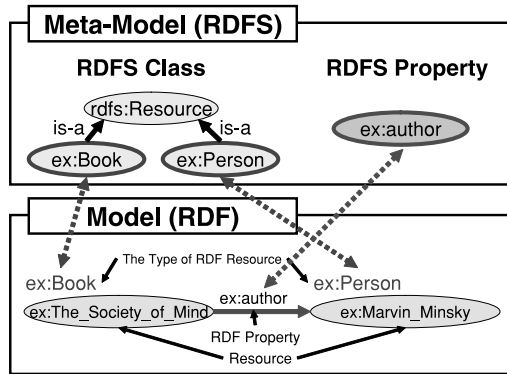 Meta-Model (RDFS)
RDFS Class
RDFS Property
rdfs:Resource
is-a
is-a
ex:author
ex:Book
ex:Person
Model (RDF)
The Type of RDF Resource
ex:Book
ex:Person
ex:author
ex:The_Society_of_Mind
ex:Marvin_Minsky
RDF Property
Resource